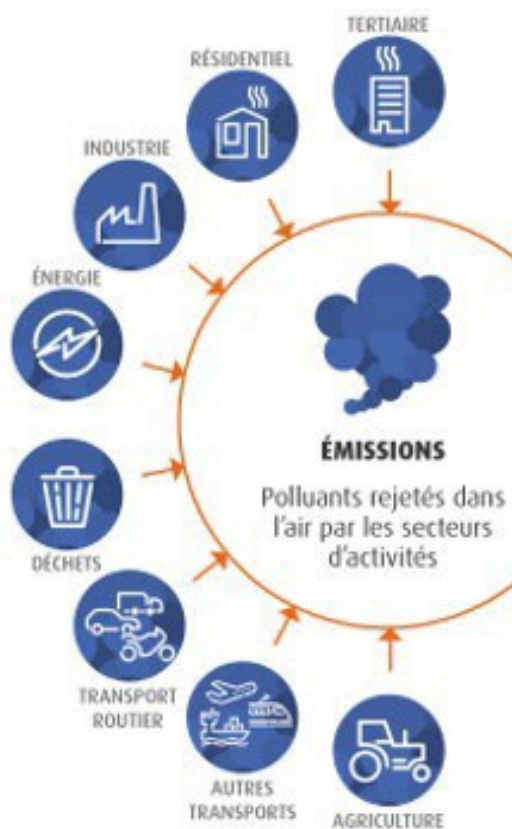 TERTIAIRE
RÉSIDENTIEL
INDUSTRIE
ÉNERGIE
ÉMISSIONS
Polluants rejetés dans
l'air par les secteurs
d'activités
DÉCHETS
TRANSPORT
ROUTIER
AUTRES
TRANSPORTS
AGRICULTURE